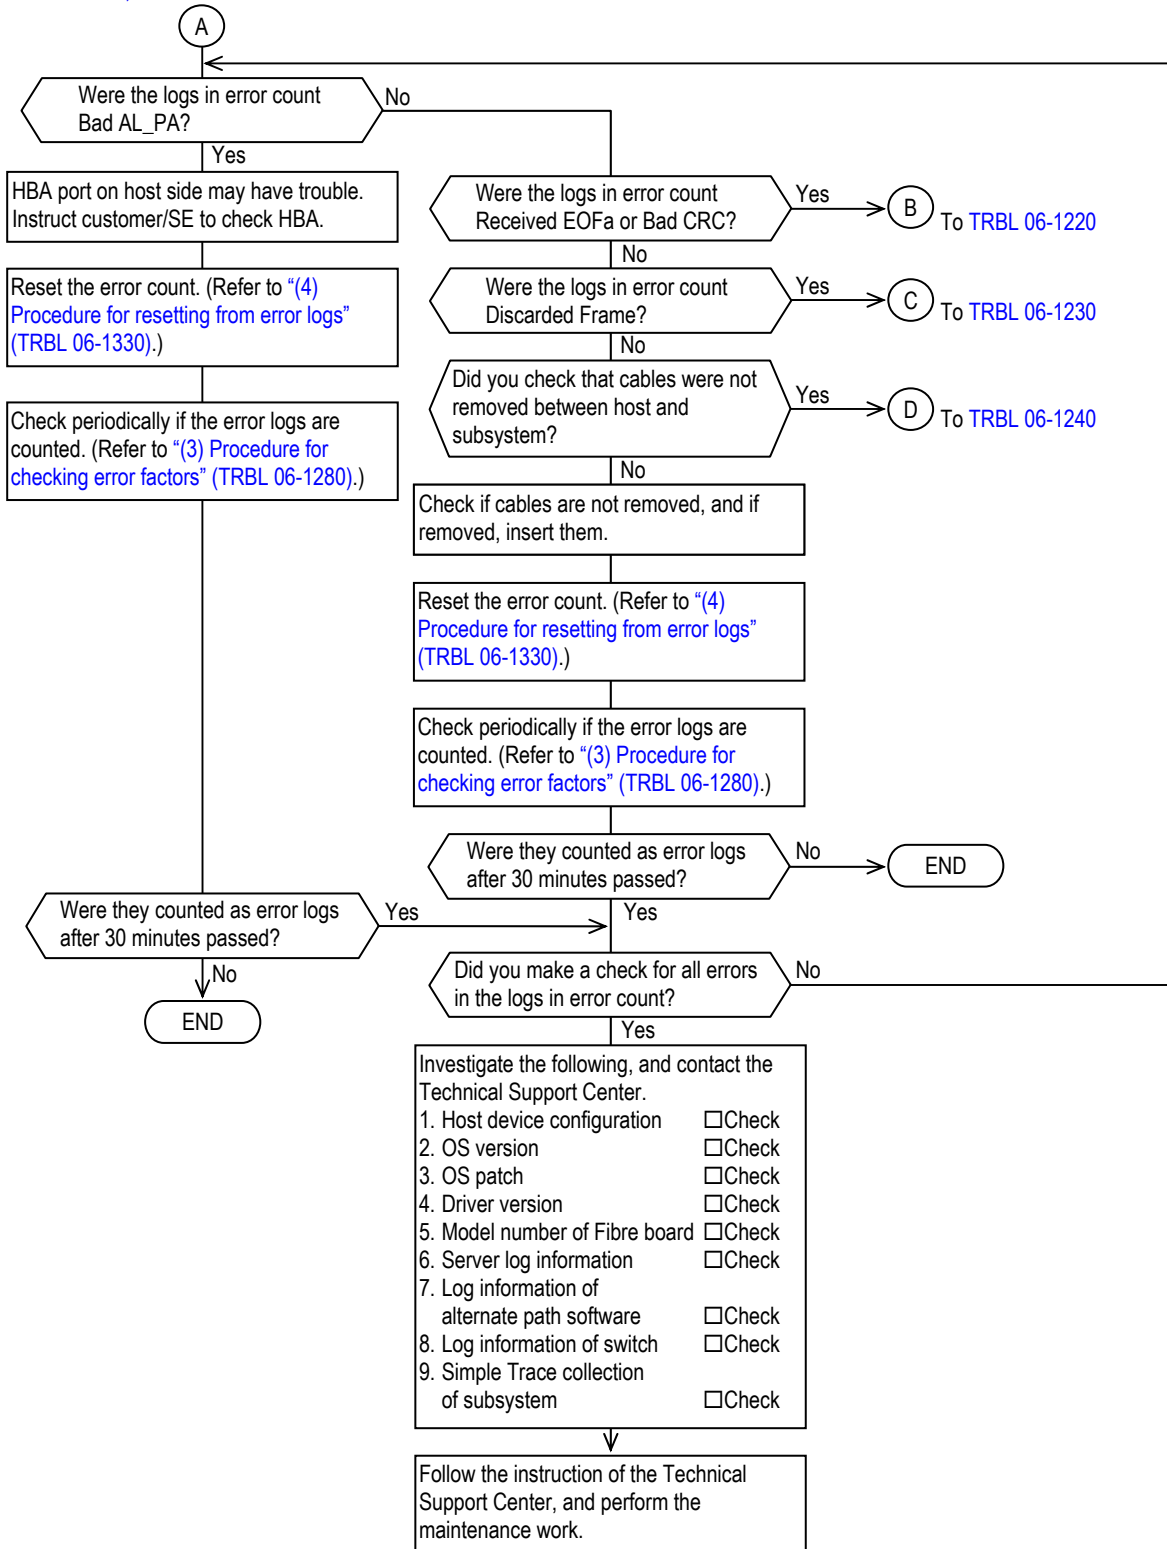 A
Were the logs in error count
Bad AL_PA?
No
Yes
HBA port on host side may have trouble.
Instruct customer/SE to check HBA.
Reset the error count. (Refer to “(4)
Procedure for resetting from error logs”
(TRBL 06-1330).)
Check periodically if the error logs are
counted. (Refer to “(3) Procedure for
checking error factors” (TRBL 06-1280).)
Were the logs in error count
Received EOFa or Bad CRC?
Yes
B
To TRBL 06-1220
No
Were the logs in error count
Discarded Frame?
Yes
C
To TRBL 06-1230
No
Did you check that cables were not
removed between host and
subsystem?
Yes
D
To TRBL 06-1240
No
Check if cables are not removed, and if
removed, insert them.
Reset the error count. (Refer to “(4)
Procedure for resetting from error logs”
(TRBL 06-1330).)
Check periodically if the error logs are
counted. (Refer to “(3) Procedure for
checking error factors” (TRBL 06-1280).)
Were they counted as error logs
after 30 minutes passed?
No
END
Yes
Were they counted as error logs
after 30 minutes passed?
Yes
No
END
Did you make a check for all errors
in the logs in error count?
No
Yes
Investigate the following, and contact the
Technical Support Center.
1. Host device configuration ☐Check
2. OS version ☐Check
3. OS patch ☐Check
4. Driver version ☐Check
5. Model number of Fibre board ☐Check
6. Server log information ☐Check
7. Log information of
alternate path software ☐Check
8. Log information of switch ☐Check
9. Simple Trace collection
of subsystem ☐Check
Follow the instruction of the Technical
Support Center, and perform the
maintenance work.